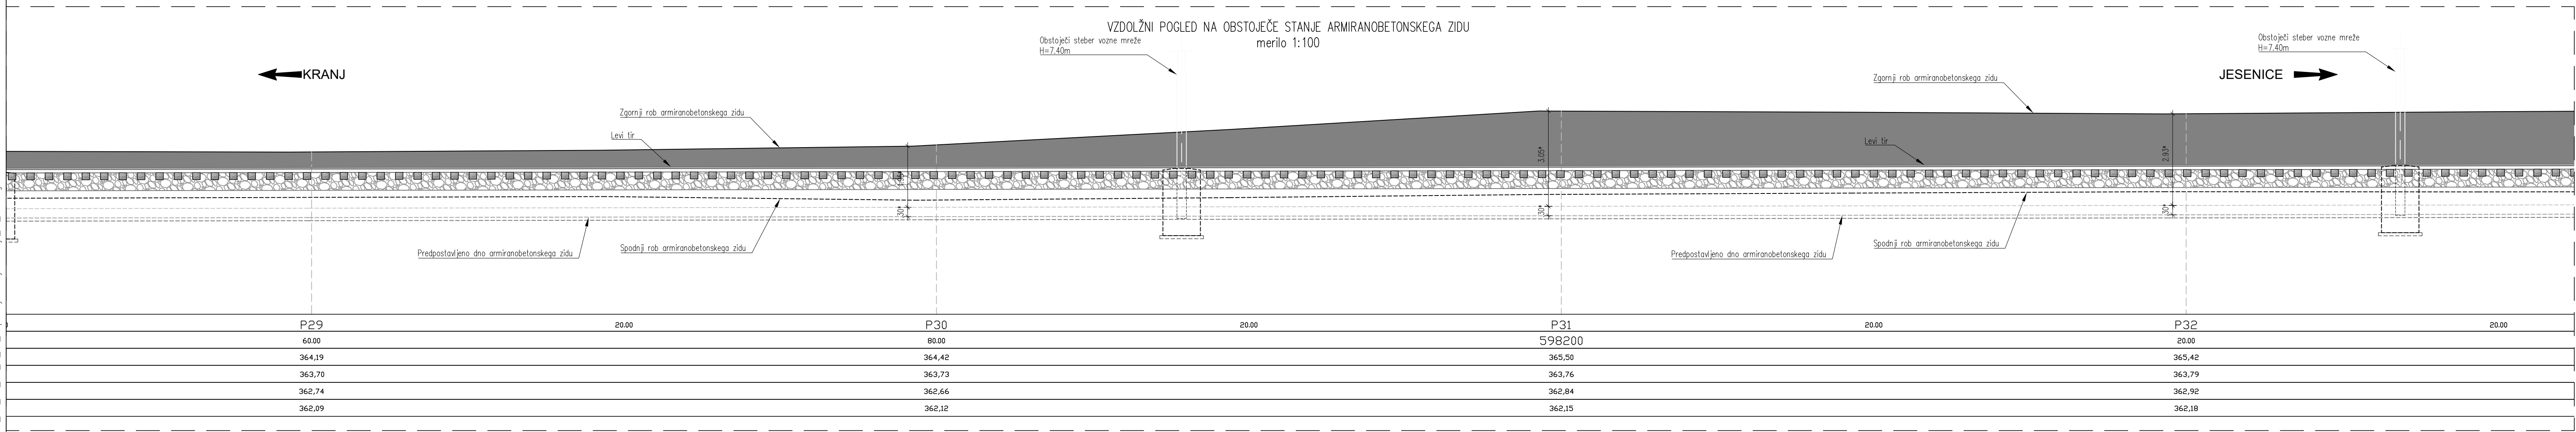 VZDOLŽNI POGLED NA OBSTOJEČE STANJE ARMIRANOBETONSKEGA ZIDU
merilo 1:100
KRANJ
JESENICE
Obstoječi steber vozne mreže
H=7.40m
Obstoječi steber vozne mreže
H=7.40m
Zgornji rob armiranobetonskega zidu
Levi tir
Zgornji rob armiranobetonskega zidu
Levi tir
30*
3.05*
30*
2.93*
30*
Predpostavljeno dno armiranobetonskega zidu
Spodnji rob armiranobetonskega zidu
Predpostavljeno dno armiranobetonskega zidu
Spodnji rob armiranobetonskega zidu
P29 20.00 P30 20.00 P31 20.00 P32 20.00
60.00 80.00 598200 20.00
364,19 364,42 365,50 365,42
363,70 363,73 363,76 363,79
362,74 362,66 362,84 362,92
362,09 362,12 362,15 362,18